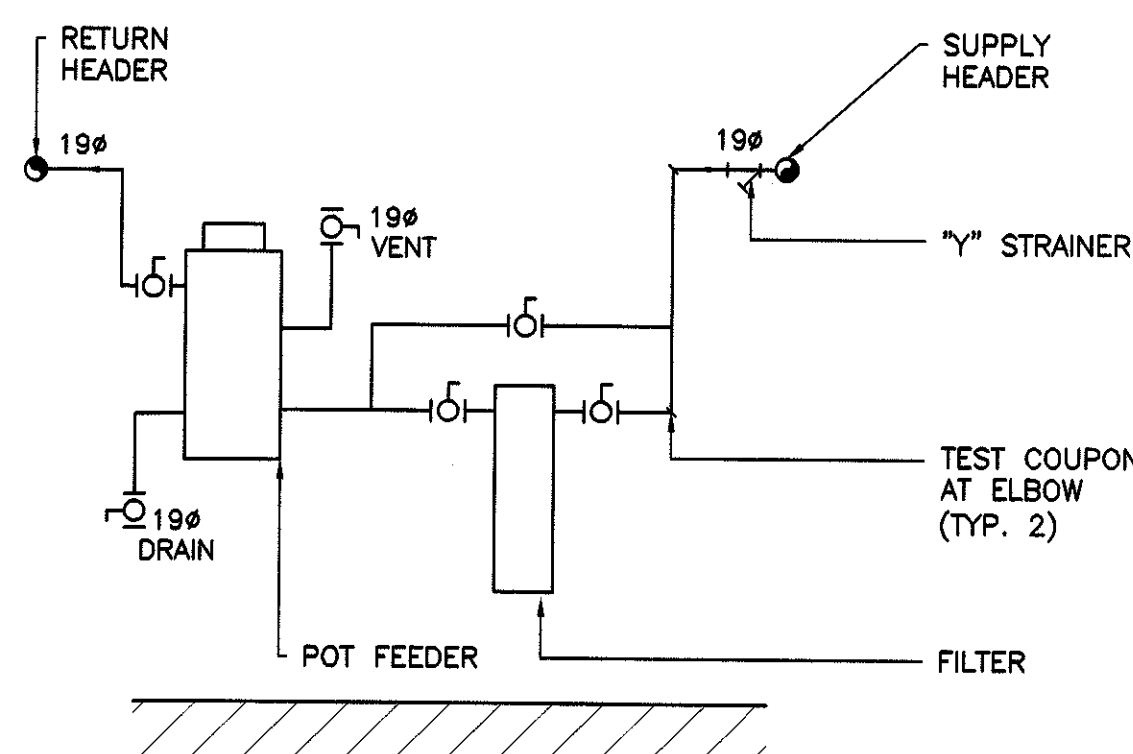 RETURN
HEADER
19ø
SUPPLY
HEADER
19ø
19ø
VENT
"Y" STRAINER
TEST COUPON
AT ELBOW
(TYP. 2)
19ø
DRAIN
POT FEEDER
FILTER